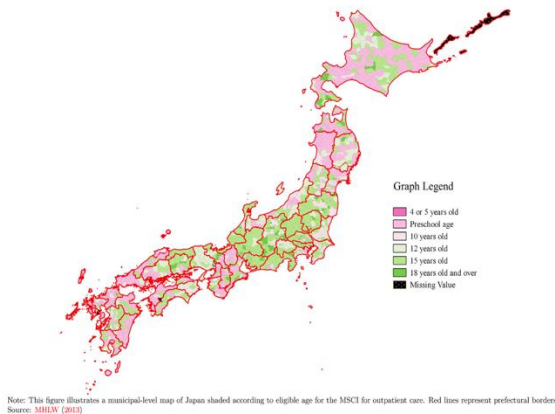 Graph Legend
4 or 5 years old
Preschool age
10 years old
12 years old
15 years old
18 years old and over
Missing Value
Note: This figure illustrates a municipal-level map of Japan shaded according to eligible age for the MSCI for outpatient care. Red lines represent prefectural border
Source: MHLW (2013)